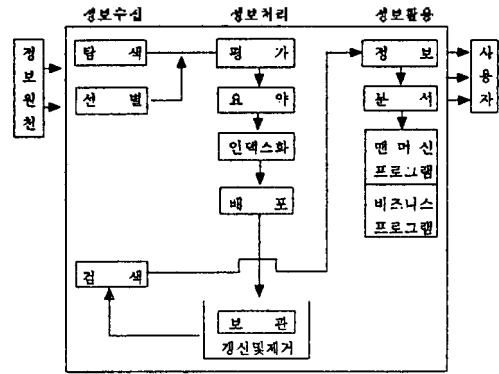 정보수집 정보처리 정보활용
정보원천
탐 색
선 별
검 색
평 가
요 약
인덱스화
배 포
보 관
갱신및제거
정 보
분 서
맨 머신
프로그램
비즈니스
프로그램
사용자